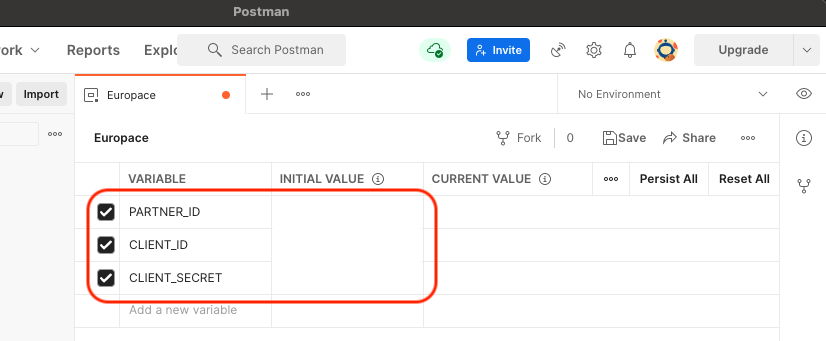 Postman
ork Reports Explo Search Postman Invite Upgrade
w Import Europace No Environment
Europace Fork 0 Save Share
VARIABLE INITIAL VALUE CURRENT VALUE Persist All Reset All
PARTNER_ID
CLIENT_ID
CLIENT_SECRET
Add a new variable